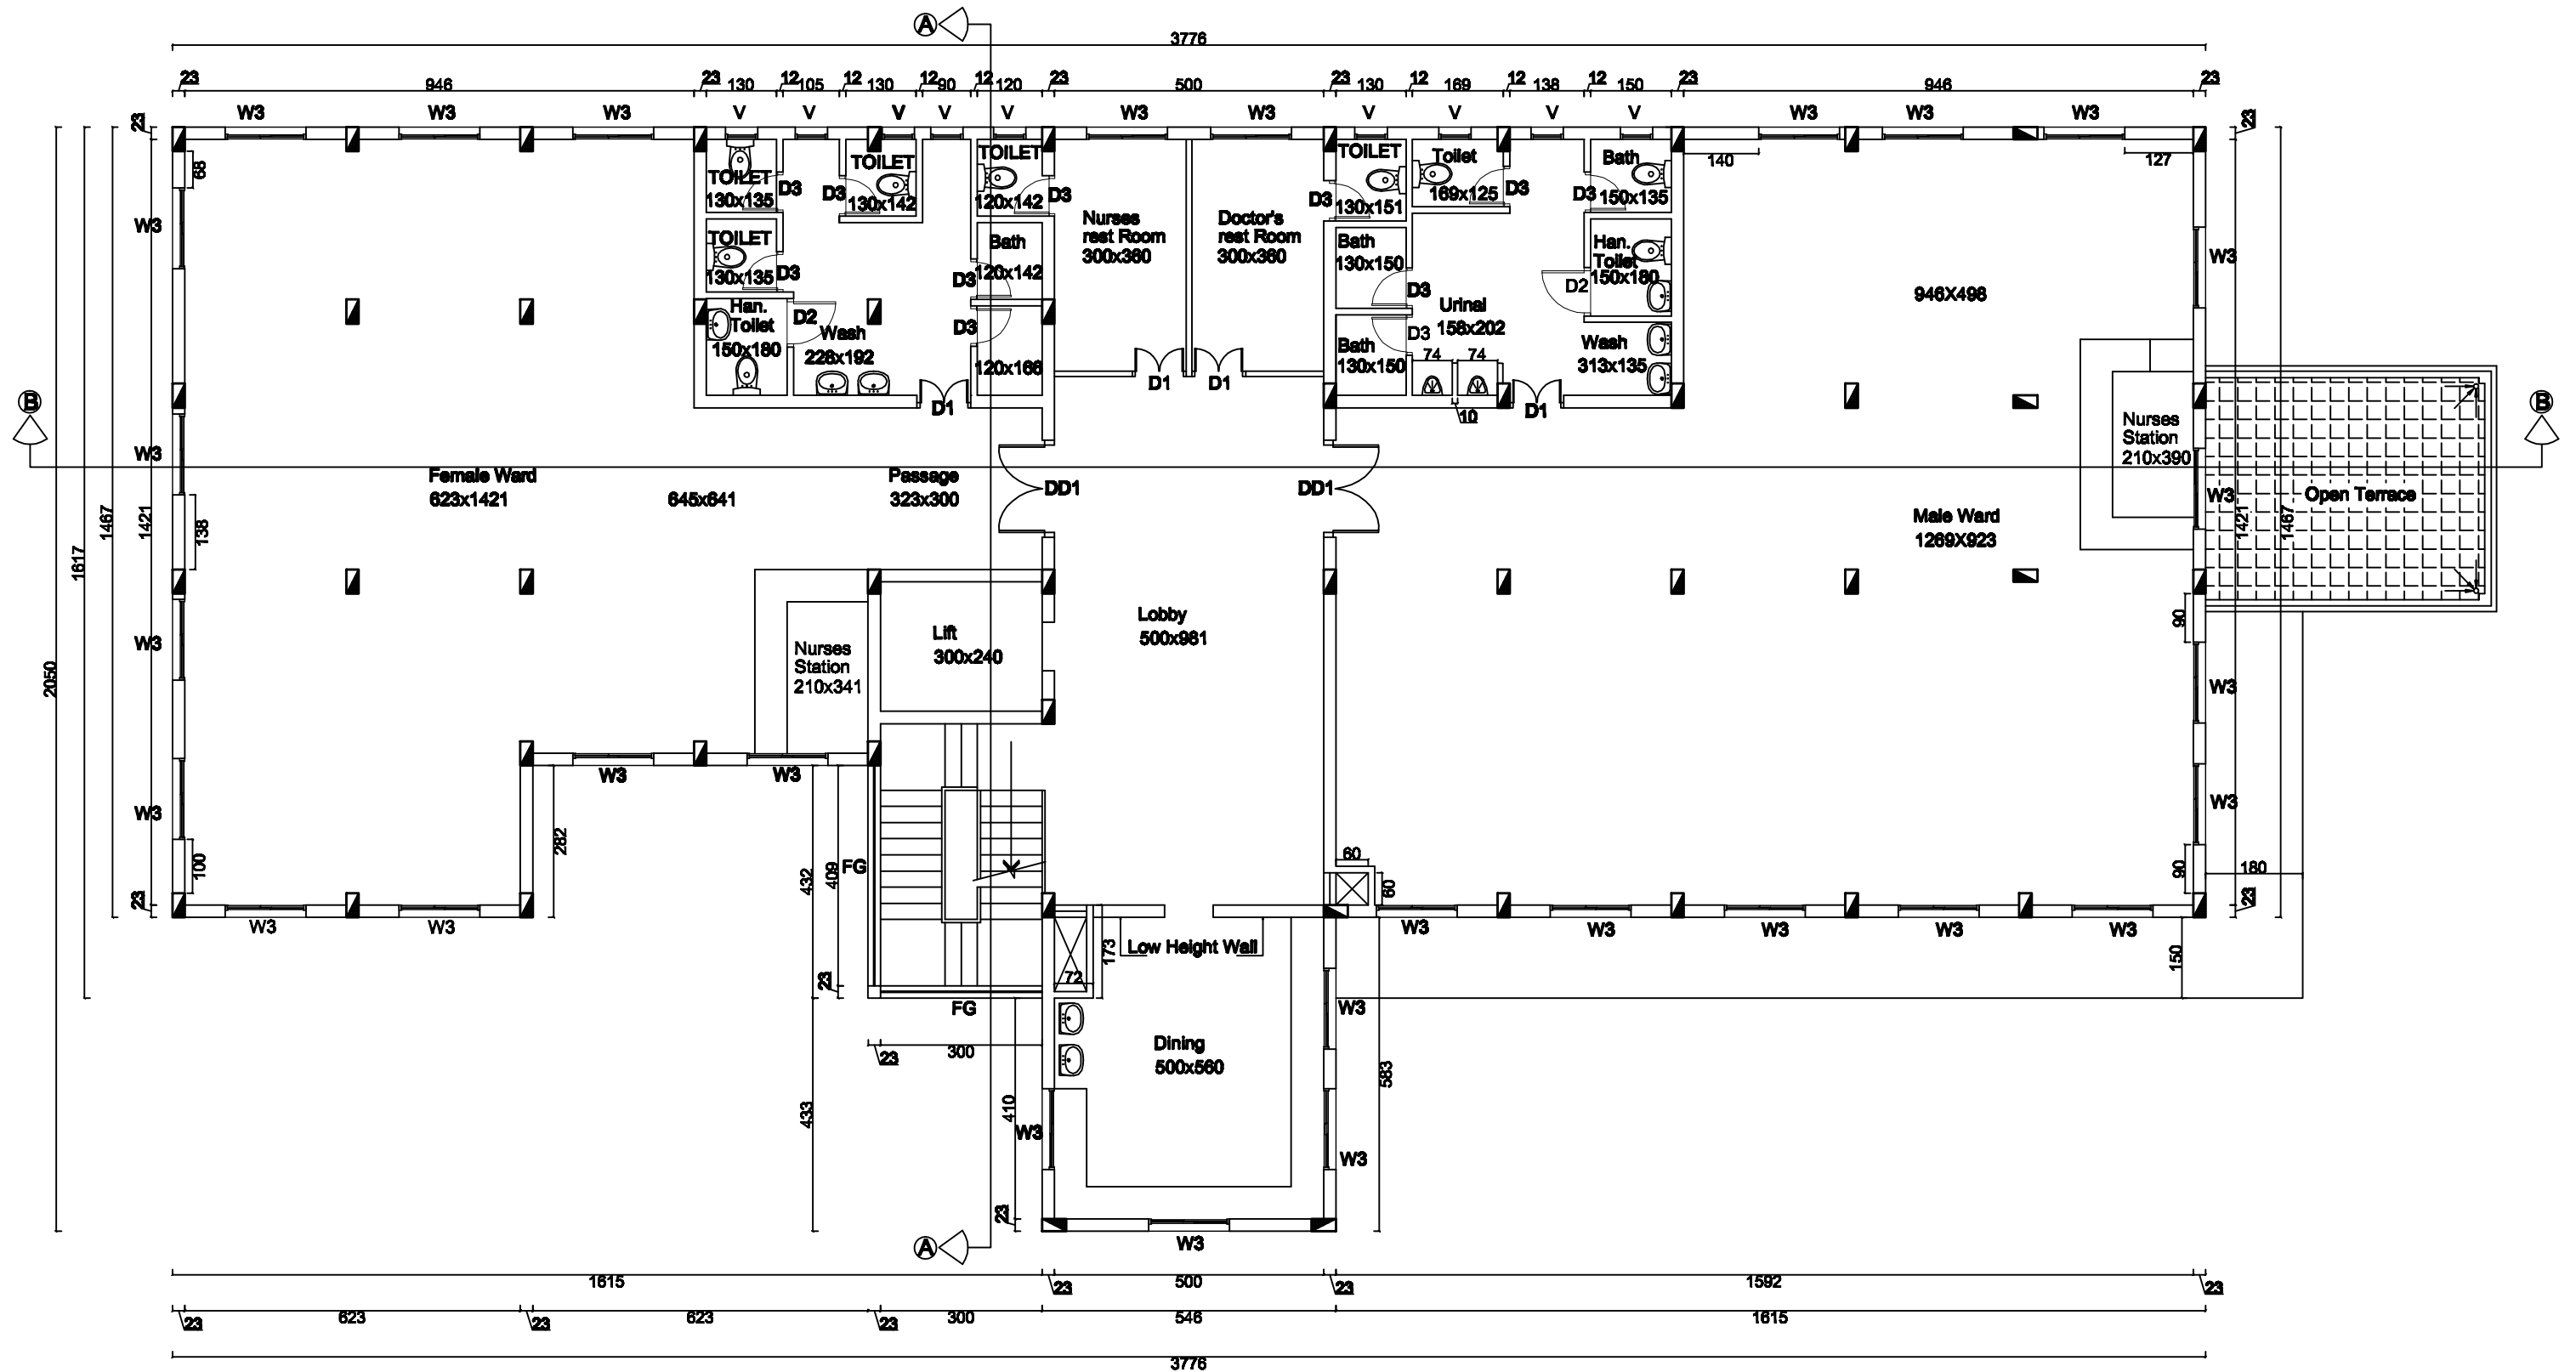 A
3776
23 946 23 130 12 105 12 130 12 90 12 120 23 500 23 130 12 169 12 138 12 150 23 946 23
W3 W3 W3 V V V V V W3 W3 V V V V W3 W3 W3
23 23
68 140 127
TOILET
130x135
D3
TOILET
130x142
D3
TOILET
120x142
D3
TOILET
130x135
D3
Bath
120x142
D3
Han.
Toilet
150x180
D2
Wash
228x192
D3
120x166
D1
Nurses
rest Room
300x360
D1
Doctor's
rest Room
300x360
D1
TOILET
130x151
D3
Toilet
169x125
D3
Bath
150x135
D3
Bath
130x150
D3
Han.
Toilet
150x180
D2
Urinal
158x202
D3
Bath
130x150
74 74
10
D1
Wash
313x135
946X498
W3 W3
B B
Nurses
Station
210x390
W3 W3
Female Ward
623x1421
645x641
Passage
323x300
DD1 DD1
Male Ward
1269X923
Open Terrace
2050 1617 1467 1421 138
1421 1467
Lobby
500x981
Lift
300x240
Nurses
Station
210x341
W3
90
W3
W3 W3
W3 W3
100 282 432 409 FG
60 60
90 180
23 23
W3 W3
W3 W3 W3 W3 W3
Low Height Wall
173
72
150
23
FG
W3
23 300
Dining
500x560
583
433 410
W3 W3
23
A
W3
1615 23 500 23 1592 23
23 623 23 623 23 300 546 1615
3776